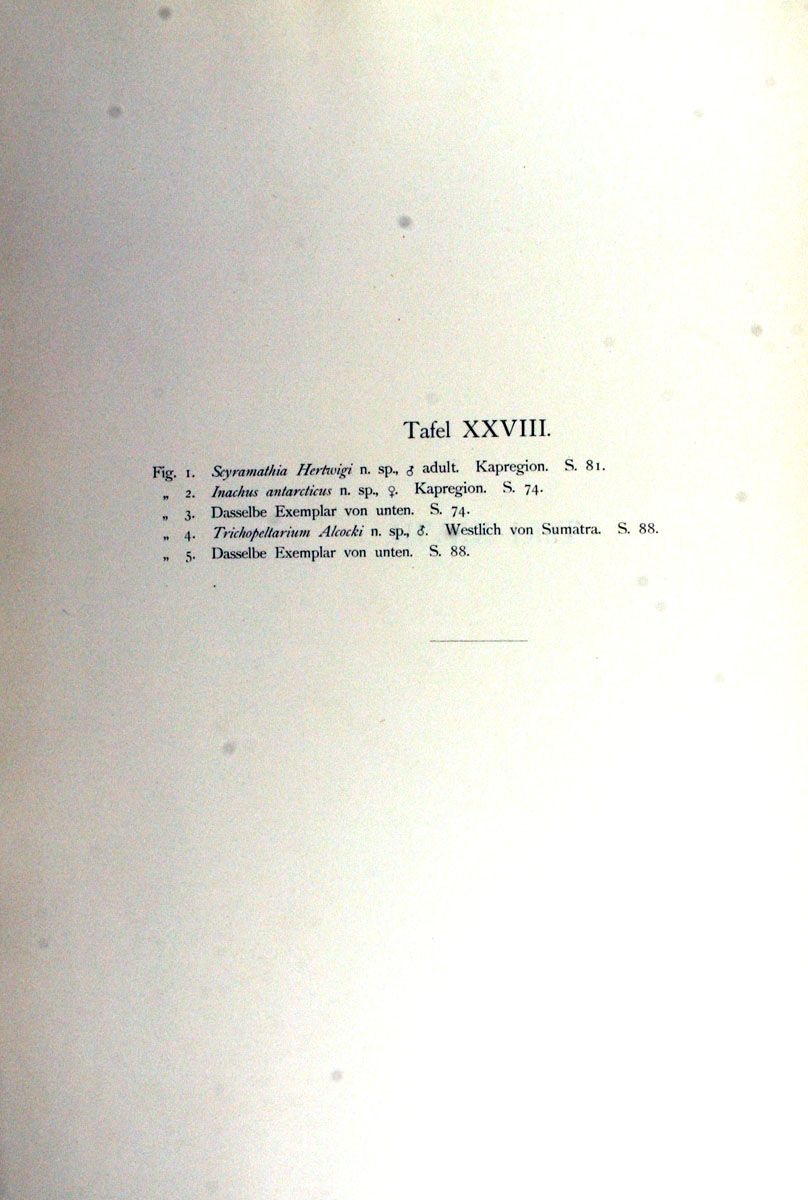 Tafel XXVIII.
Fig. 1. Scyramathia Hertwigi n. sp., ♂ adult. Kapregion. S. 81.
„ 2. Inachus antarcticus n. sp., ♀. Kapregion. S. 74.
„ 3. Dasselbe Exemplar von unten. S. 74.
„ 4. Trichopeltarium Alcocki n. sp., ♂. Westlich von Sumatra. S. 88.
„ 5. Dasselbe Exemplar von unten. S. 88.